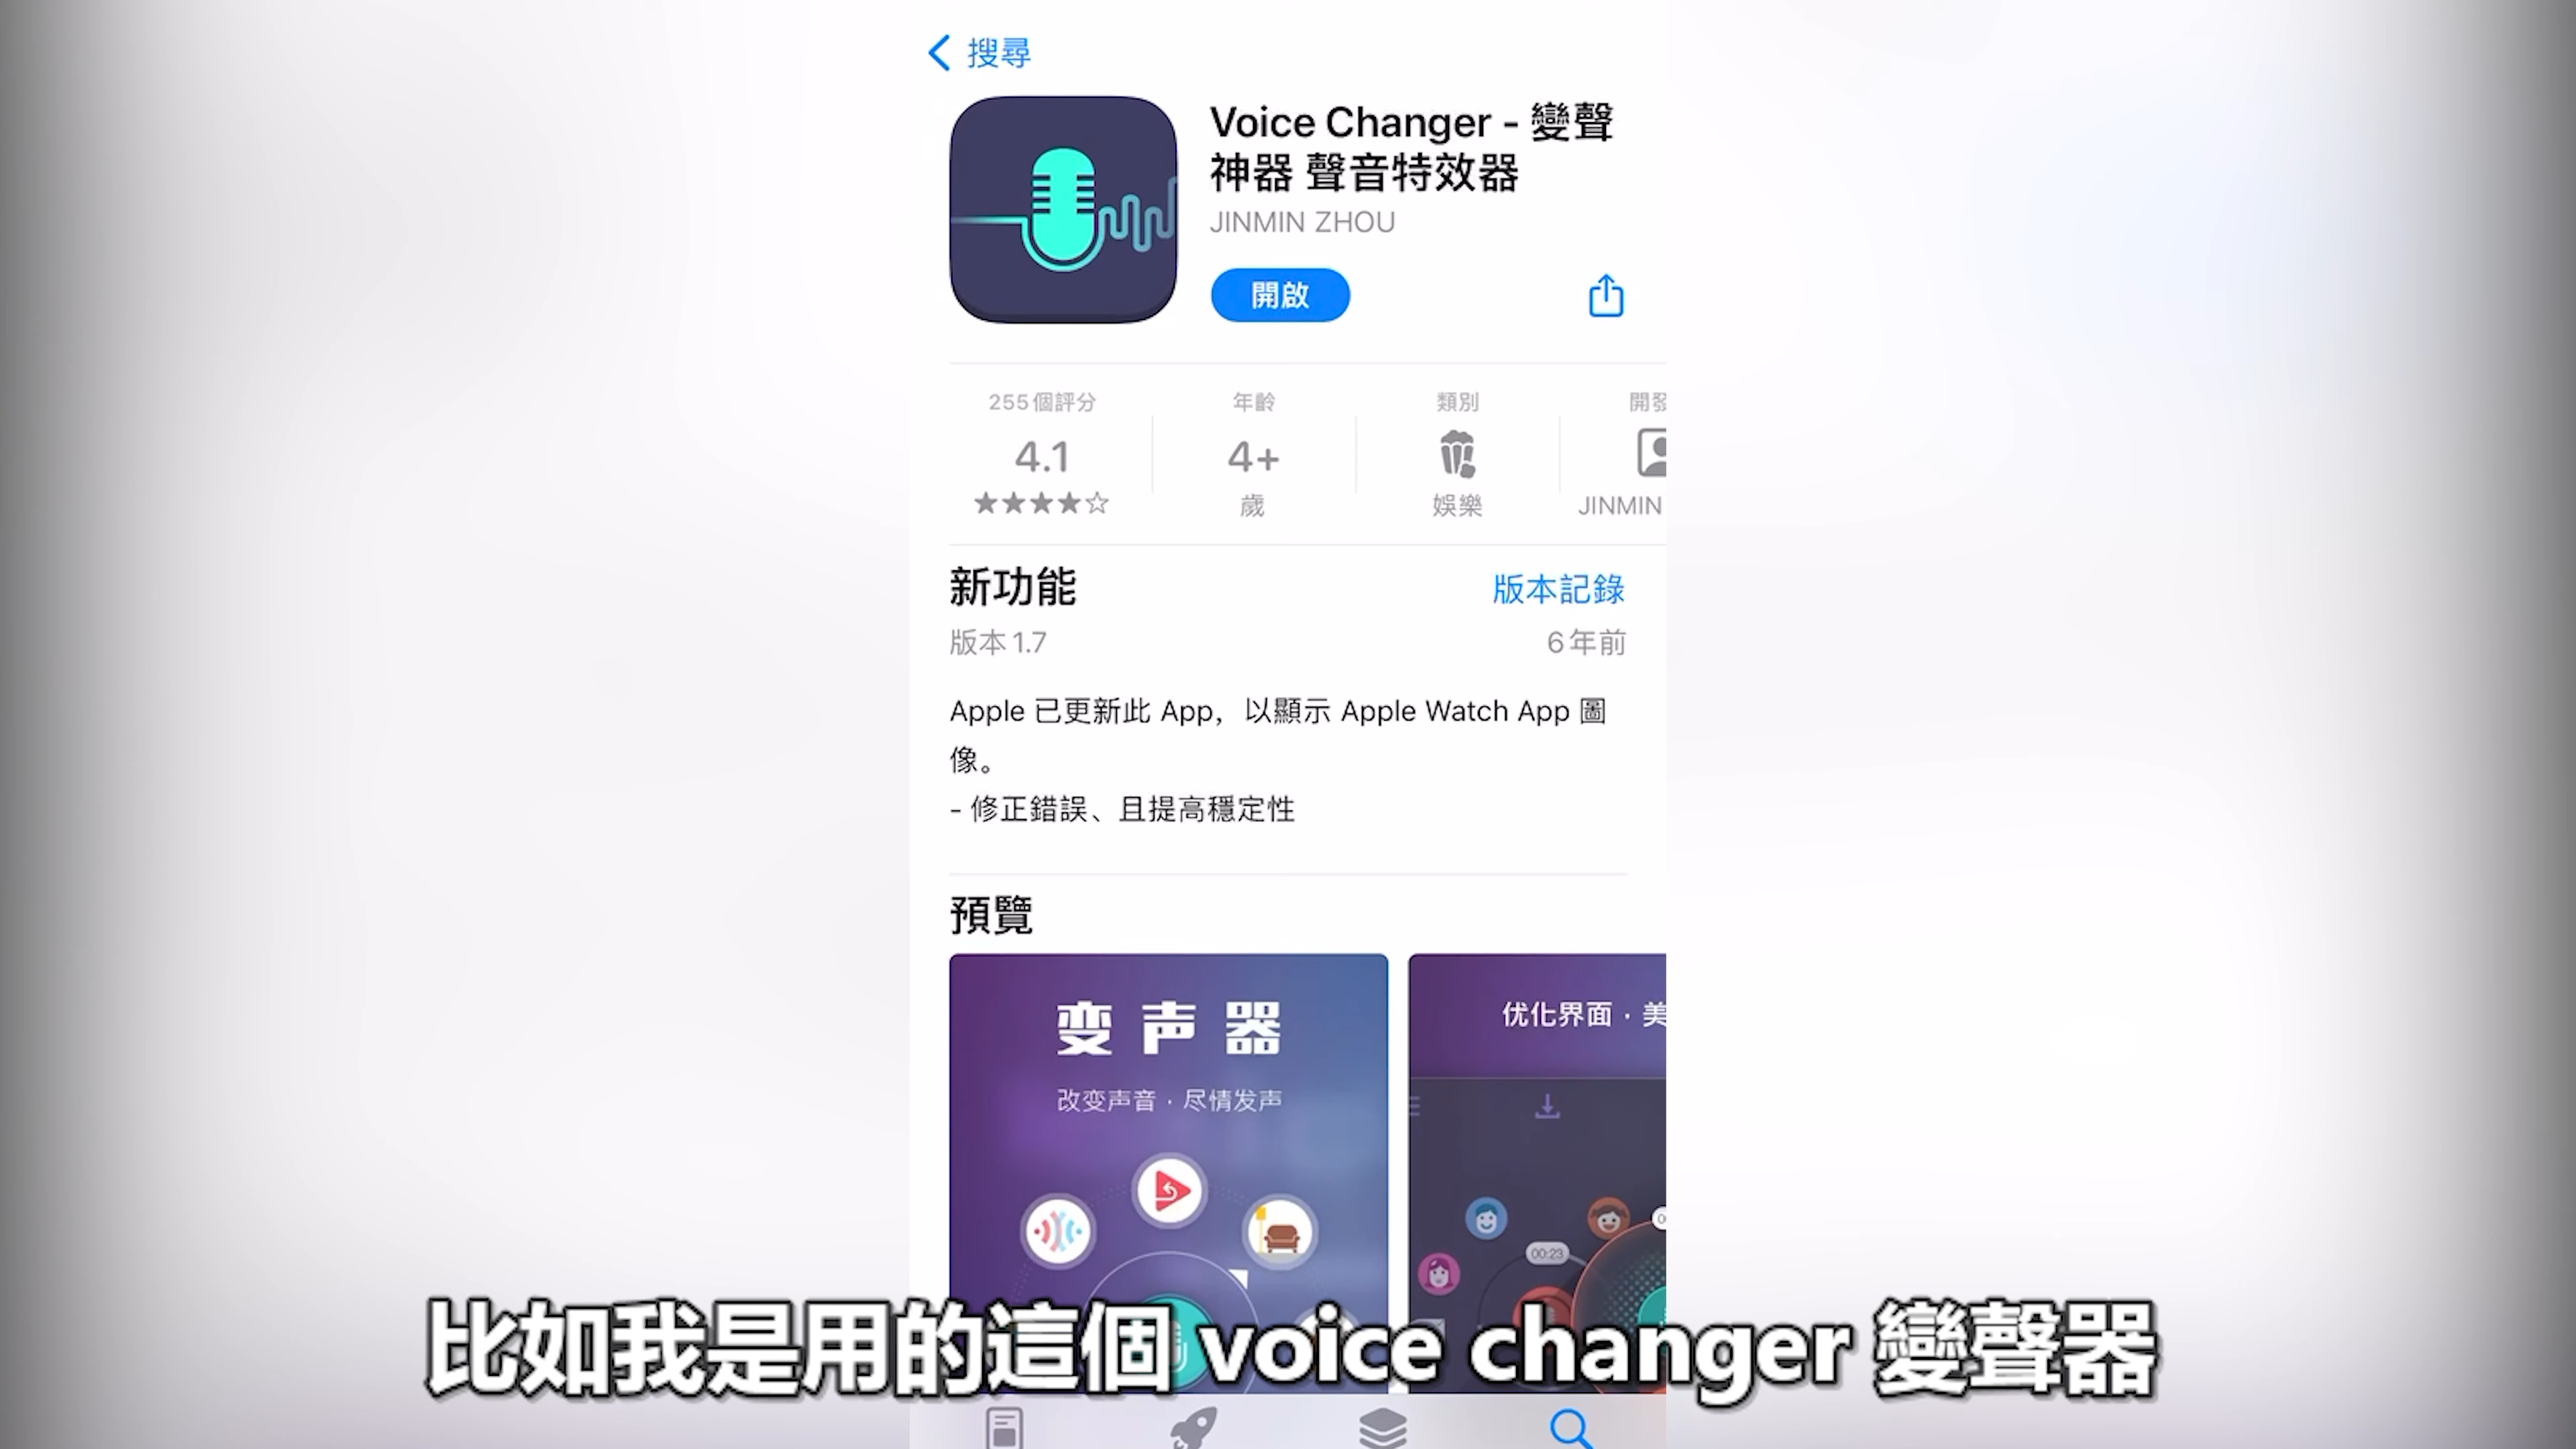 搜尋
Voice Changer - 變聲
神器 聲音特效器
JINMIN ZHOU
開啟
255個評分
年齡
類別
4.1
4+
歲
娛樂
JINMIN
新功能
版本記錄
版本 1.7
6 年前
Apple 已更新此 App，以顯示 Apple Watch App 圖
像。
- 修正錯誤、且提高穩定性
預覽
变声器
改变声音 · 尽情发声
优化界面 · 美
00:23
比如我是用的這個 voice changer 變聲器